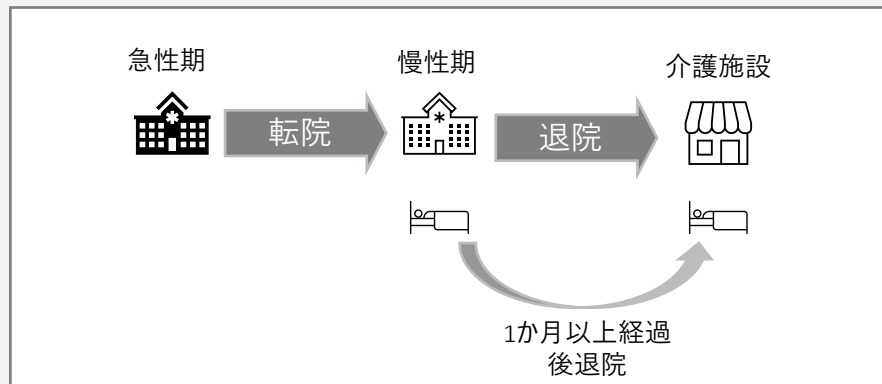 急性期
慢性期
介護施設
転院
退院
1か月以上経過
後退院